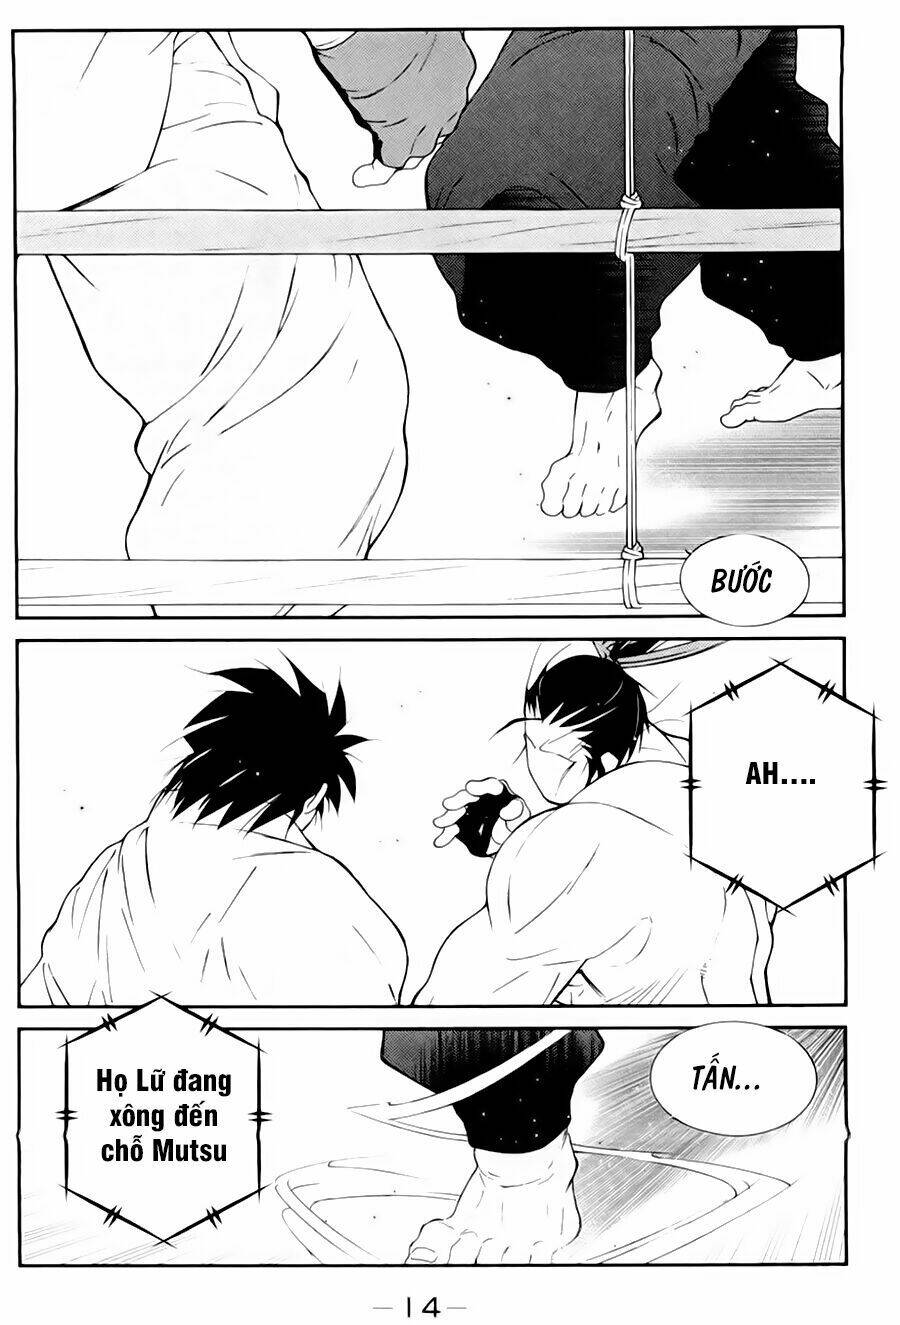 BƯỚC
AH....
TẤN...
Họ Lữ đang
xông đến
chỗ Mutsu
— 14 —